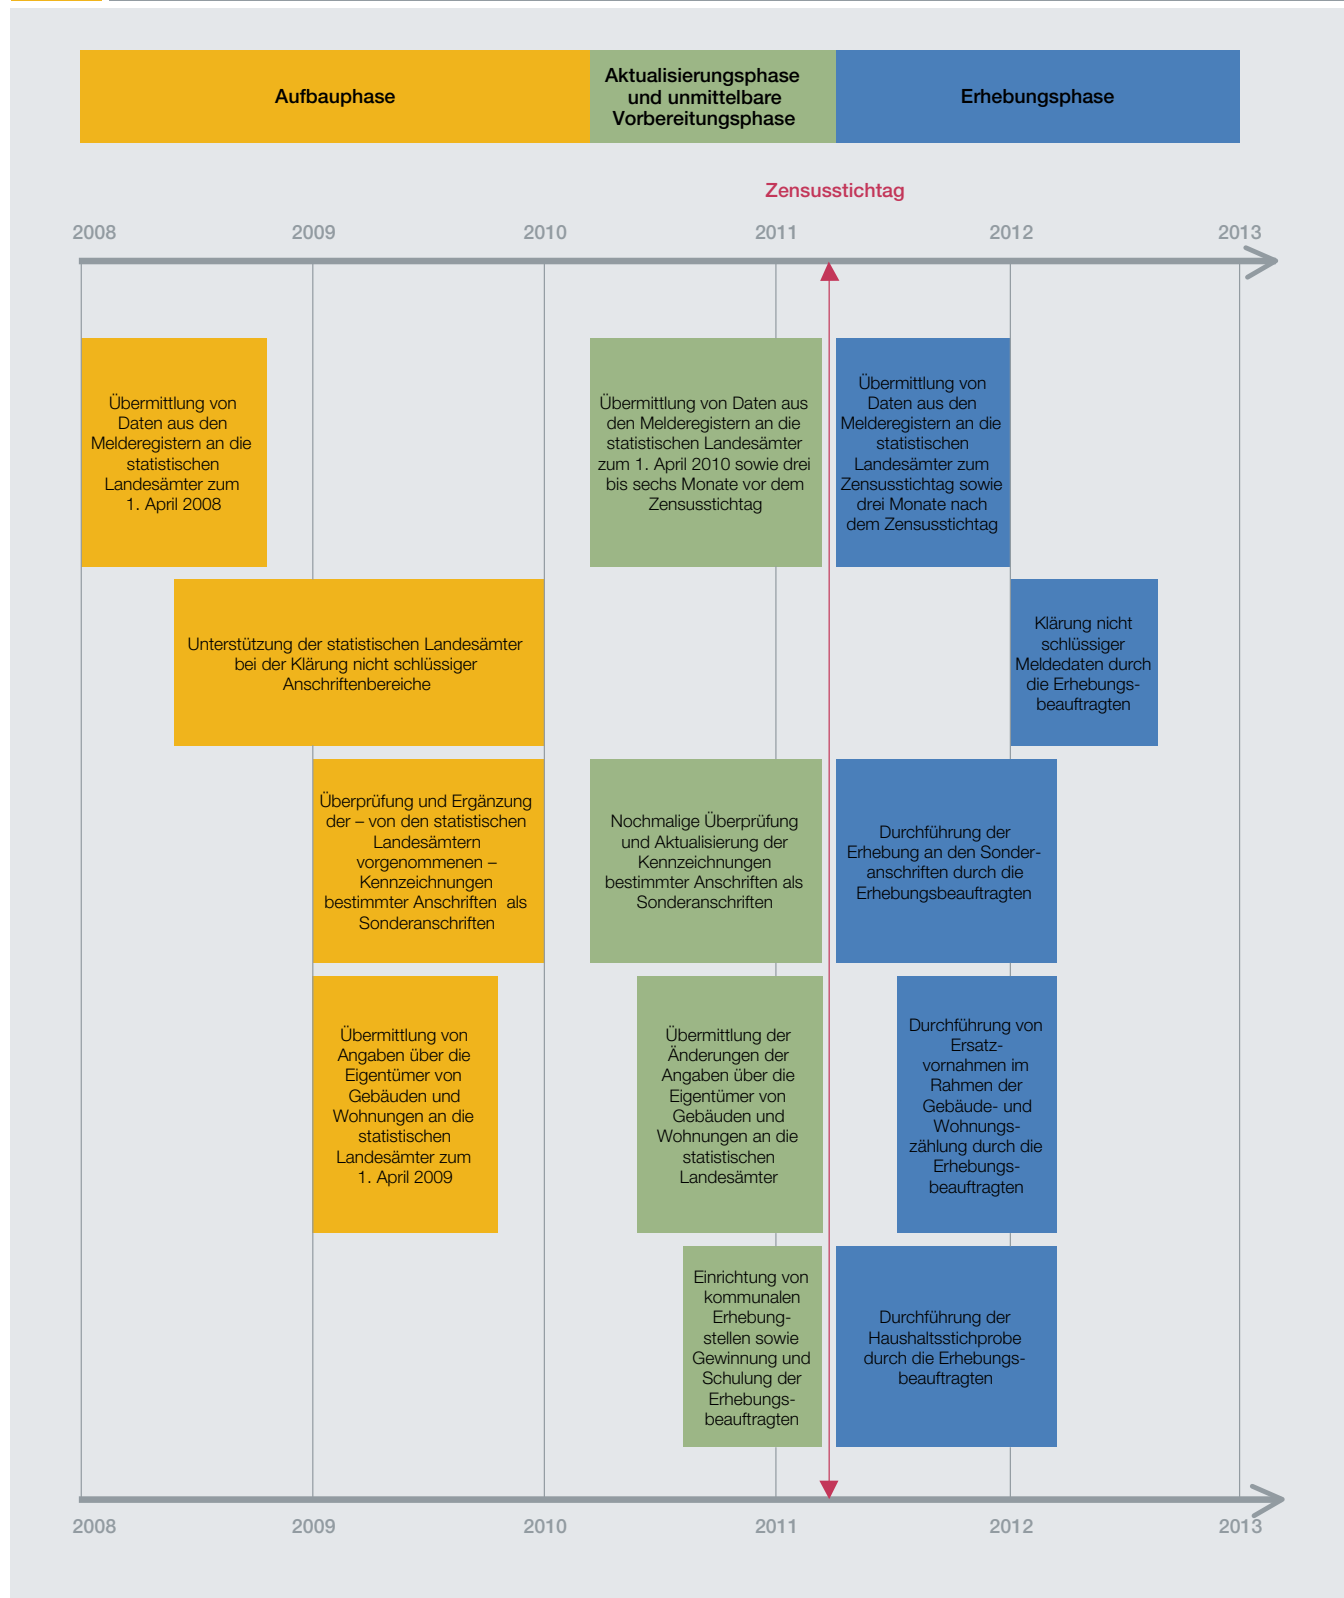 Aufbauphase
Aktualisierungsphase
und unmittelbare
Vorbereitungsphase
Erhebungsphase
Zensusstichtag
2008 2009 2010 2011 2012 2013
Übermittlung von
Daten aus den
Melderegistern an die
statistischen
Landesämter zum
1. April 2008
Übermittlung von Daten aus
den Melderegistern an die
statistischen Landesämter
zum 1. April 2010 sowie drei
bis sechs Monate vor dem
Zensusstichtag
Übermittlung von
Daten aus den
Melderegistern an die
statistischen
Landesämter zum
Zensusstichtag sowie
drei Monate nach
dem Zensusstichtag
Unterstützung der statistischen Landesämter
bei der Klärung nicht schlüssiger
Anschriftenbereiche
Klärung nicht
schlüssiger
Meldedaten durch
die Erhebungs-
beauftragten
Überprüfung und Ergänzung
der – von den statistischen
Landesämtern
vorgenommenen –
Kennzeichnungen
bestimmter Anschriften als
Sonderanschriften
Nochmalige Überprüfung
und Aktualisierung der
Kennzeichnungen
bestimmter Anschriften als
Sonderanschriften
Durchführung der
Erhebung an den Sonder-
anschriften durch die
Erhebungsbeauftragten
Übermittlung von
Angaben über die
Eigentümer von
Gebäuden und
Wohnungen an die
statistischen
Landesämter zum
1. April 2009
Übermittlung der
Änderungen der
Angaben über die
Eigentümer von
Gebäuden und
Wohnungen an die
statistischen
Landesämter
Durchführung von
Ersatz-
vornahmen im
Rahmen der
Gebäude- und
Wohnungs-
zählung durch die
Erhebungs-
beauftragten
Einrichtung von
kommunalen
Erhebung-
stellen sowie
Gewinnung und
Schulung der
Erhebungs-
beauftragten
Durchführung der
Haushaltsstichprobe
durch die Erhebungs-
beauftragten
2008 2009 2010 2011 2012 2013